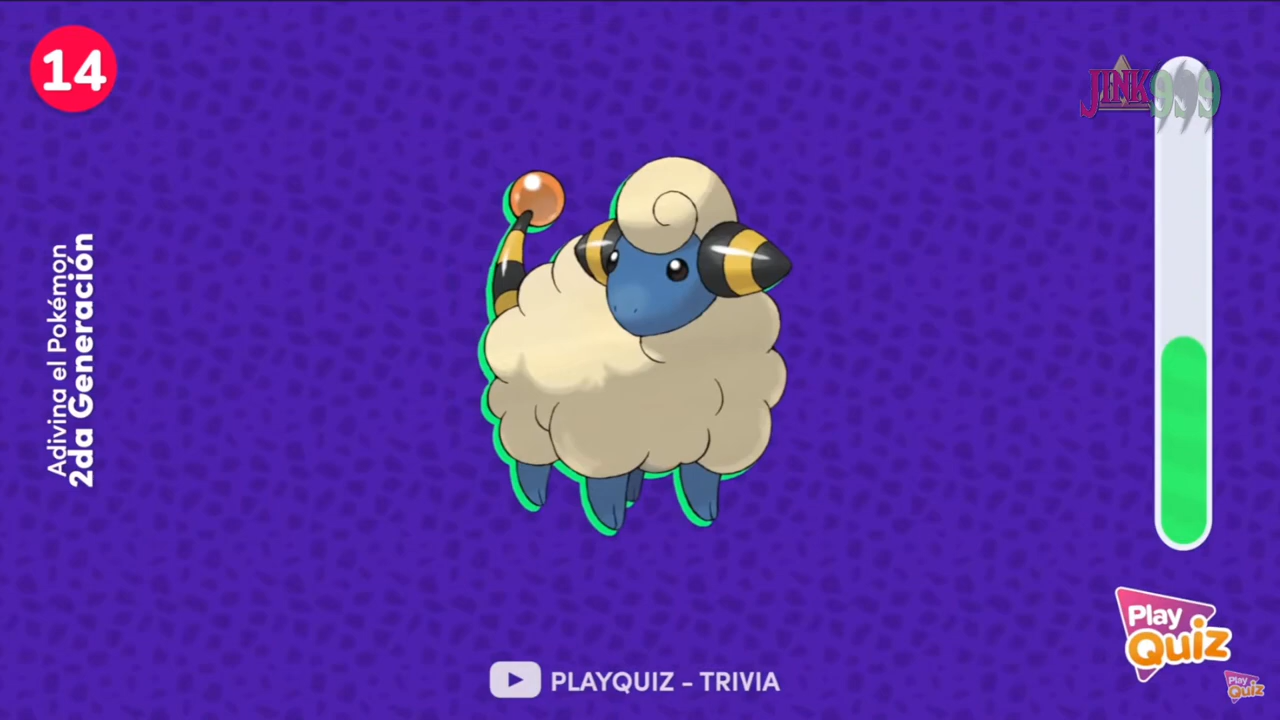 14
JINK999
Adivina el Pokémon
2da Generación
Play
Quiz
PLAYQUIZ - TRIVIA
Play
Quiz